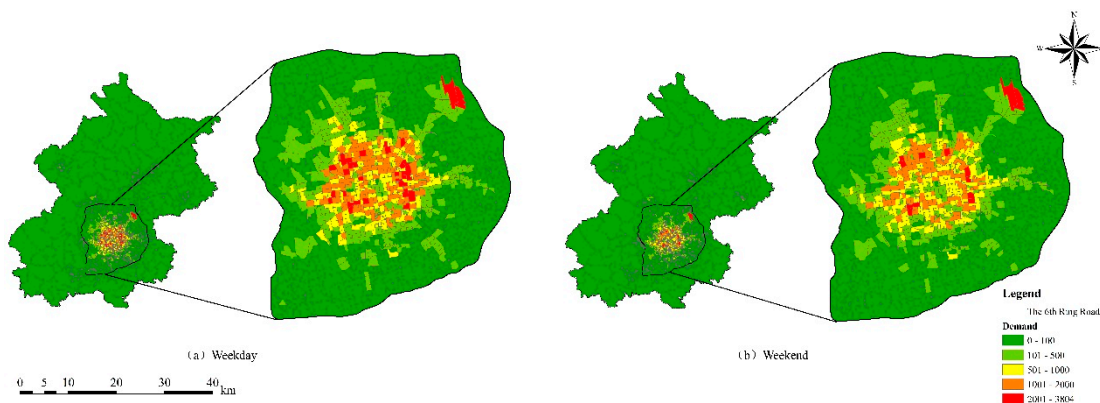 N
W
S
Legend
The 6th Ring Road
Demand
0 - 100
101 - 500
501 - 1000
1001 - 2000
2001 - 3804
（a）Weekday
（b）Weekend
0 5 10 20 30 40
km